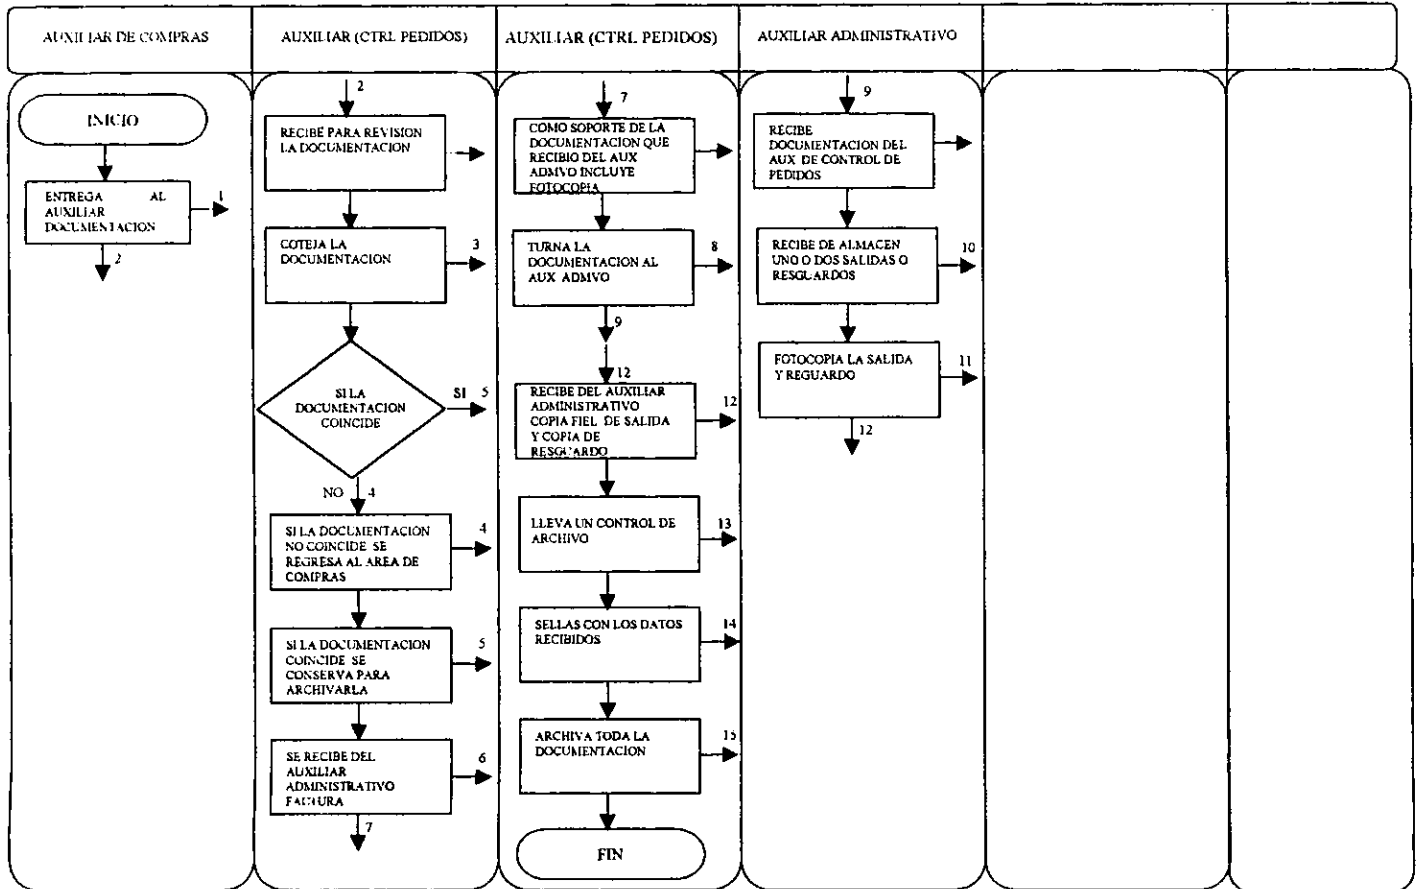 AUXILIAR DE COMPRAS
AUXILIAR (CTRL PEDIDOS)
AUXILIAR (CTRL PEDIDOS)
AUXILIAR ADMINISTRATIVO
INICIO
ENTREGA AL
AUXILIAR
DOCUMENTACION
1
2
2
RECIBE PARA REVISION
LA DOCUMENTACION
COTEJA LA
DOCUMENTACION
3
SI LA
DOCUMENTACION
COINCIDE
SI 5
NO 4
SI LA DOCUMENTACION
NO COINCIDE SE
REGRESA AL AREA DE
COMPRAS
4
SI LA DOCUMENTACION
COINCIDE SE
CONSERVA PARA
ARCHIVARLA
5
SE RECIBE DEL
AUXILIAR
ADMINISTRATIVO
FACTURA
6
7
7
COMO SOPORTE DE LA
DOCUMENTACION QUE
RECIBIO DEL AUX
ADMVO INCLUYE
FOTOCOPIA
TURNA LA
DOCUMENTACION AL
AUX ADMVO
8
9
12
RECIBE DEL AUXILIAR
ADMINISTRATIVO
COPIA FIEL DE SALIDA
Y COPIA DE
RESGUARDO
12
LLEVA UN CONTROL DE
ARCHIVO
13
SELLAS CON LOS DATOS
RECIBIDOS
14
ARCHIVA TODA LA
DOCUMENTACION
15
FIN
9
RECIBE
DOCUMENTACION DEL
AUX DE CONTROL DE
PEDIDOS
RECIBE DE ALMACEN
UNO O DOS SALIDAS O
RESGUARDOS
10
FOTOCOPIA LA SALIDA
Y REGUARDO
11
12